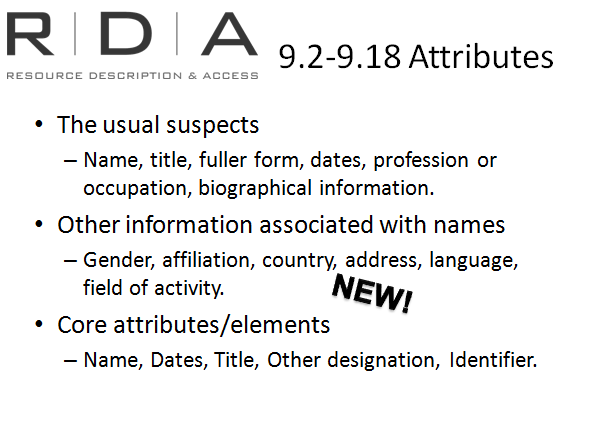 R | D | A
RESOURCE DESCRIPTION & ACCESS
9.2-9.18 Attributes
• The usual suspects
– Name, title, fuller form, dates, profession or
occupation, biographical information.
• Other information associated with names
– Gender, affiliation, country, address, language,
field of activity.
NEW!
• Core attributes/elements
– Name, Dates, Title, Other designation, Identifier.